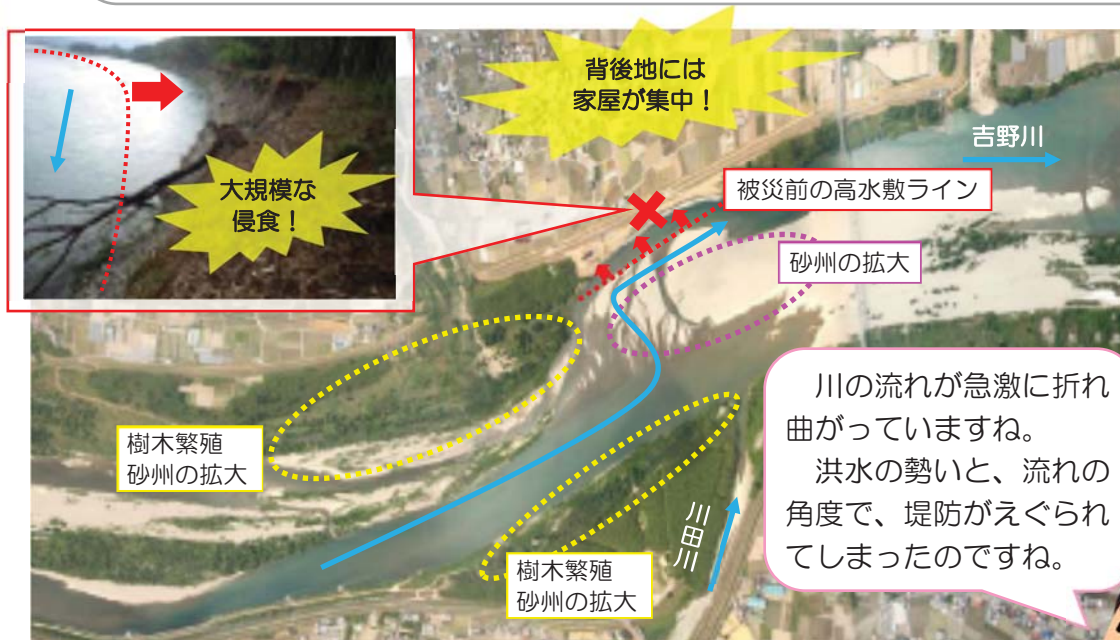 背後地には
家屋が集中！
大規模な
侵食！
吉野川
被災前の高水敷ライン
砂州の拡大
樹木繁殖
砂州の拡大
樹木繁殖
砂州の拡大
川田川
川の流れが急激に折れ
曲がっていますね。
洪水の勢いと、流れの
角度で、堤防がえぐられ
てしまったのですね。